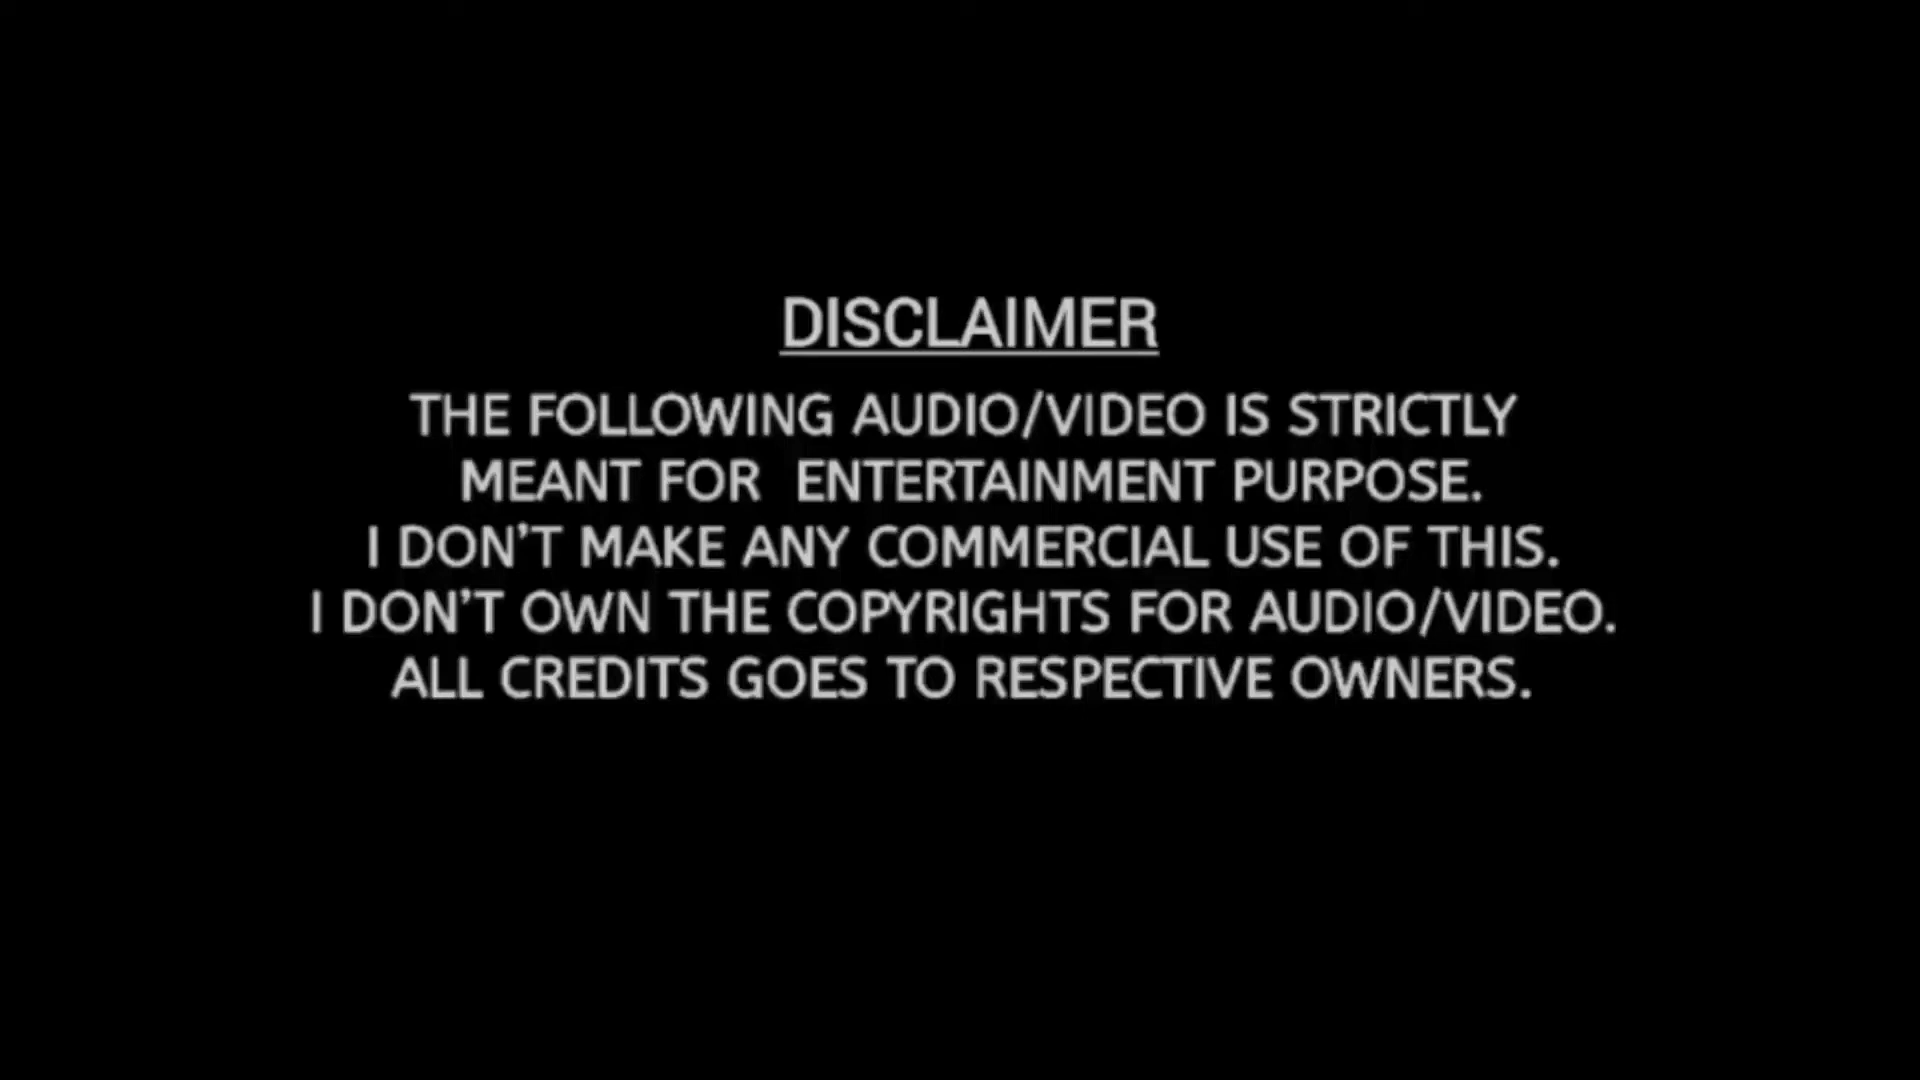 DISCLAIMER
THE FOLLOWING AUDIO/VIDEO IS STRICTLY
MEANT FOR  ENTERTAINMENT PURPOSE.
I DON’T MAKE ANY COMMERCIAL USE OF THIS.
I DON’T OWN THE COPYRIGHTS FOR AUDIO/VIDEO.
ALL CREDITS GOES TO RESPECTIVE OWNERS.